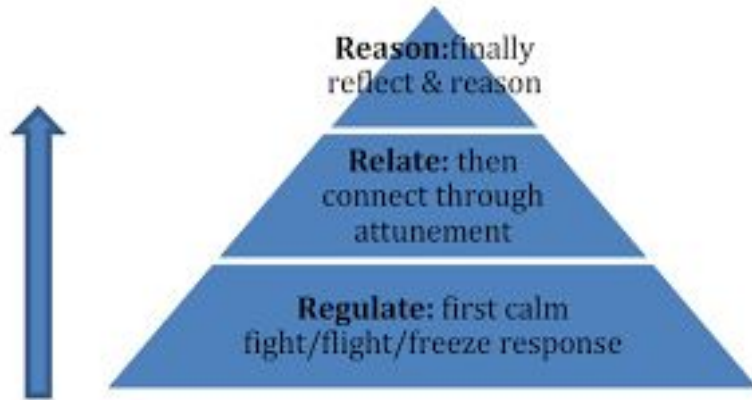 Reason:finally
reflect & reason
Relate: then
connect through
attunement
Regulate: first calm
fight/flight/freeze response